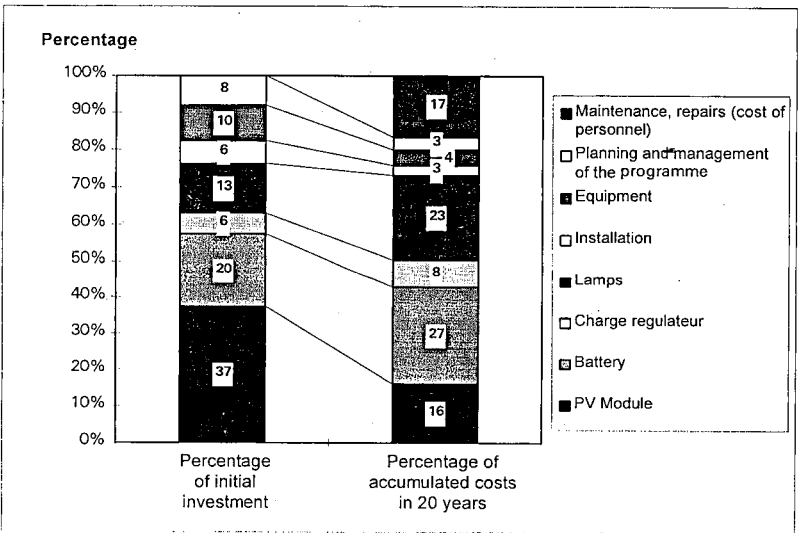 Percentage
100%
90%
80%
70%
60%
50%
40%
30%
20%
10%
0%
8
10
6
13
6
20
37
17
3
4
3
23
8
27
16
Percentage
of initial
investment
Percentage of
accumulated costs
in 20 years
Maintenance, repairs (cost of
personnel)
Planning and management
of the programme
Equipment
Installation
Lamps
Charge regulateur
Battery
PV Module